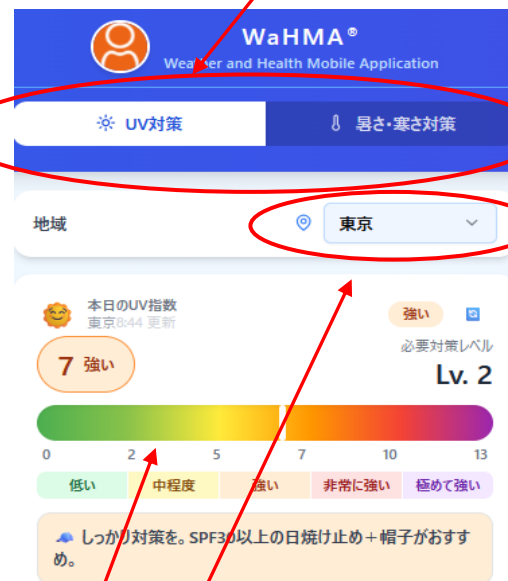 WaHMA®
Weather and Health Mobile Application
UV対策
暑さ・寒さ対策
地域
東京
本日のUV指数
東京8:44 更新
強い
7 強い
必要対策レベル
Lv. 2
0 2 5 7 10 13
低い 中程度 強い 非常に強い 極めて強い
しっかり対策を。SPF30以上の日焼け止め＋帽子がおすす
め。